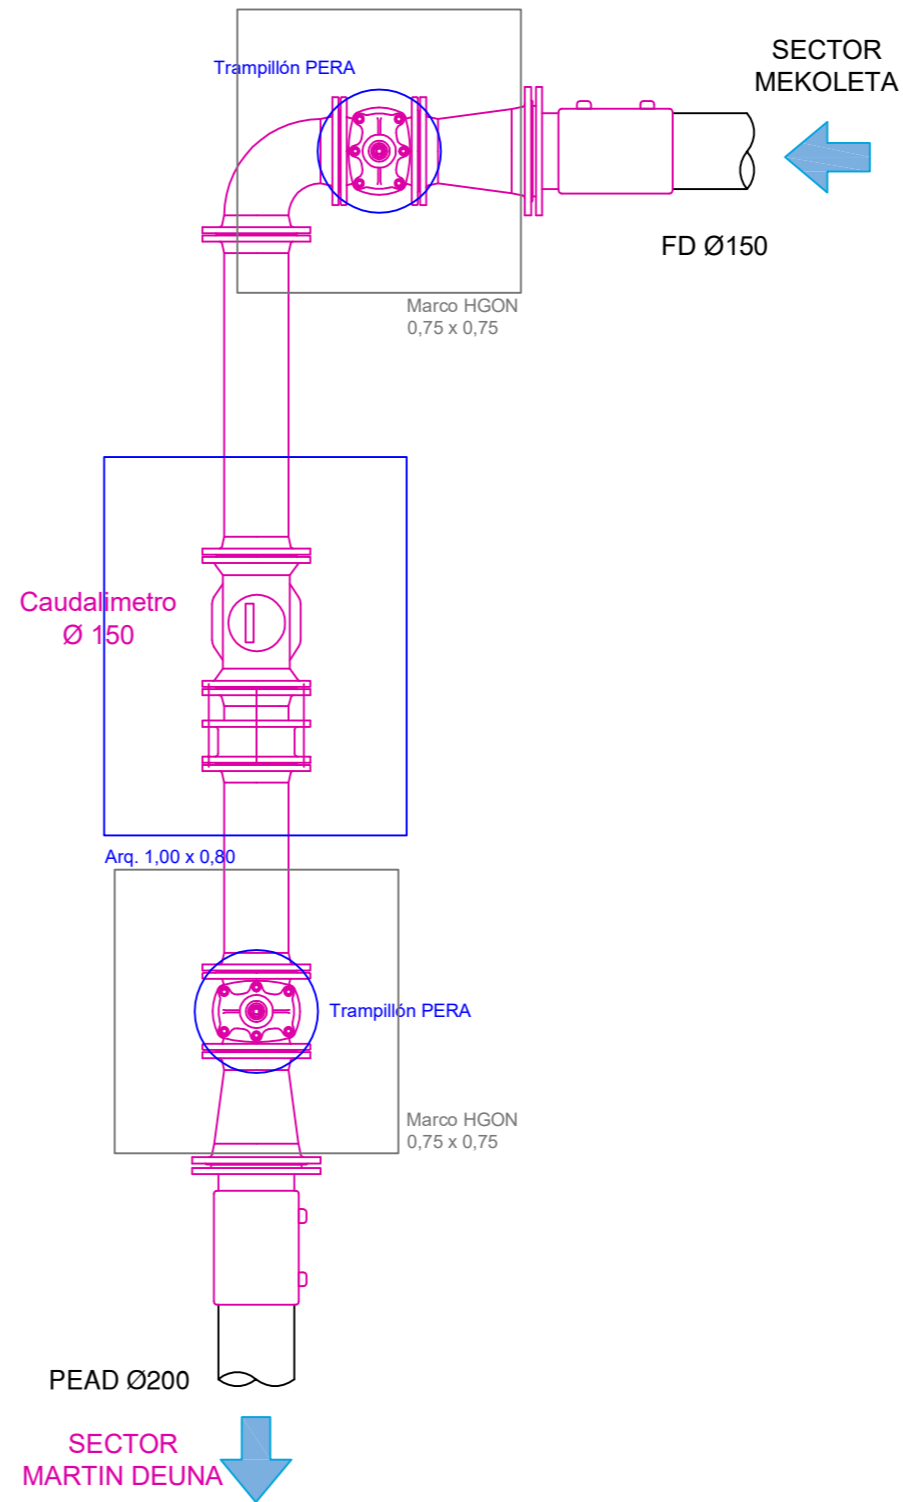 SECTOR
MEKOLETA
Trampillón PERA
FD Ø150
Marco HGON
0,75 x 0,75
Caudalimetro
Ø 150
Arq. 1,00 x 0,80
Trampillón PERA
Marco HGON
0,75 x 0,75
PEAD Ø200
SECTOR
MARTIN DEUNA